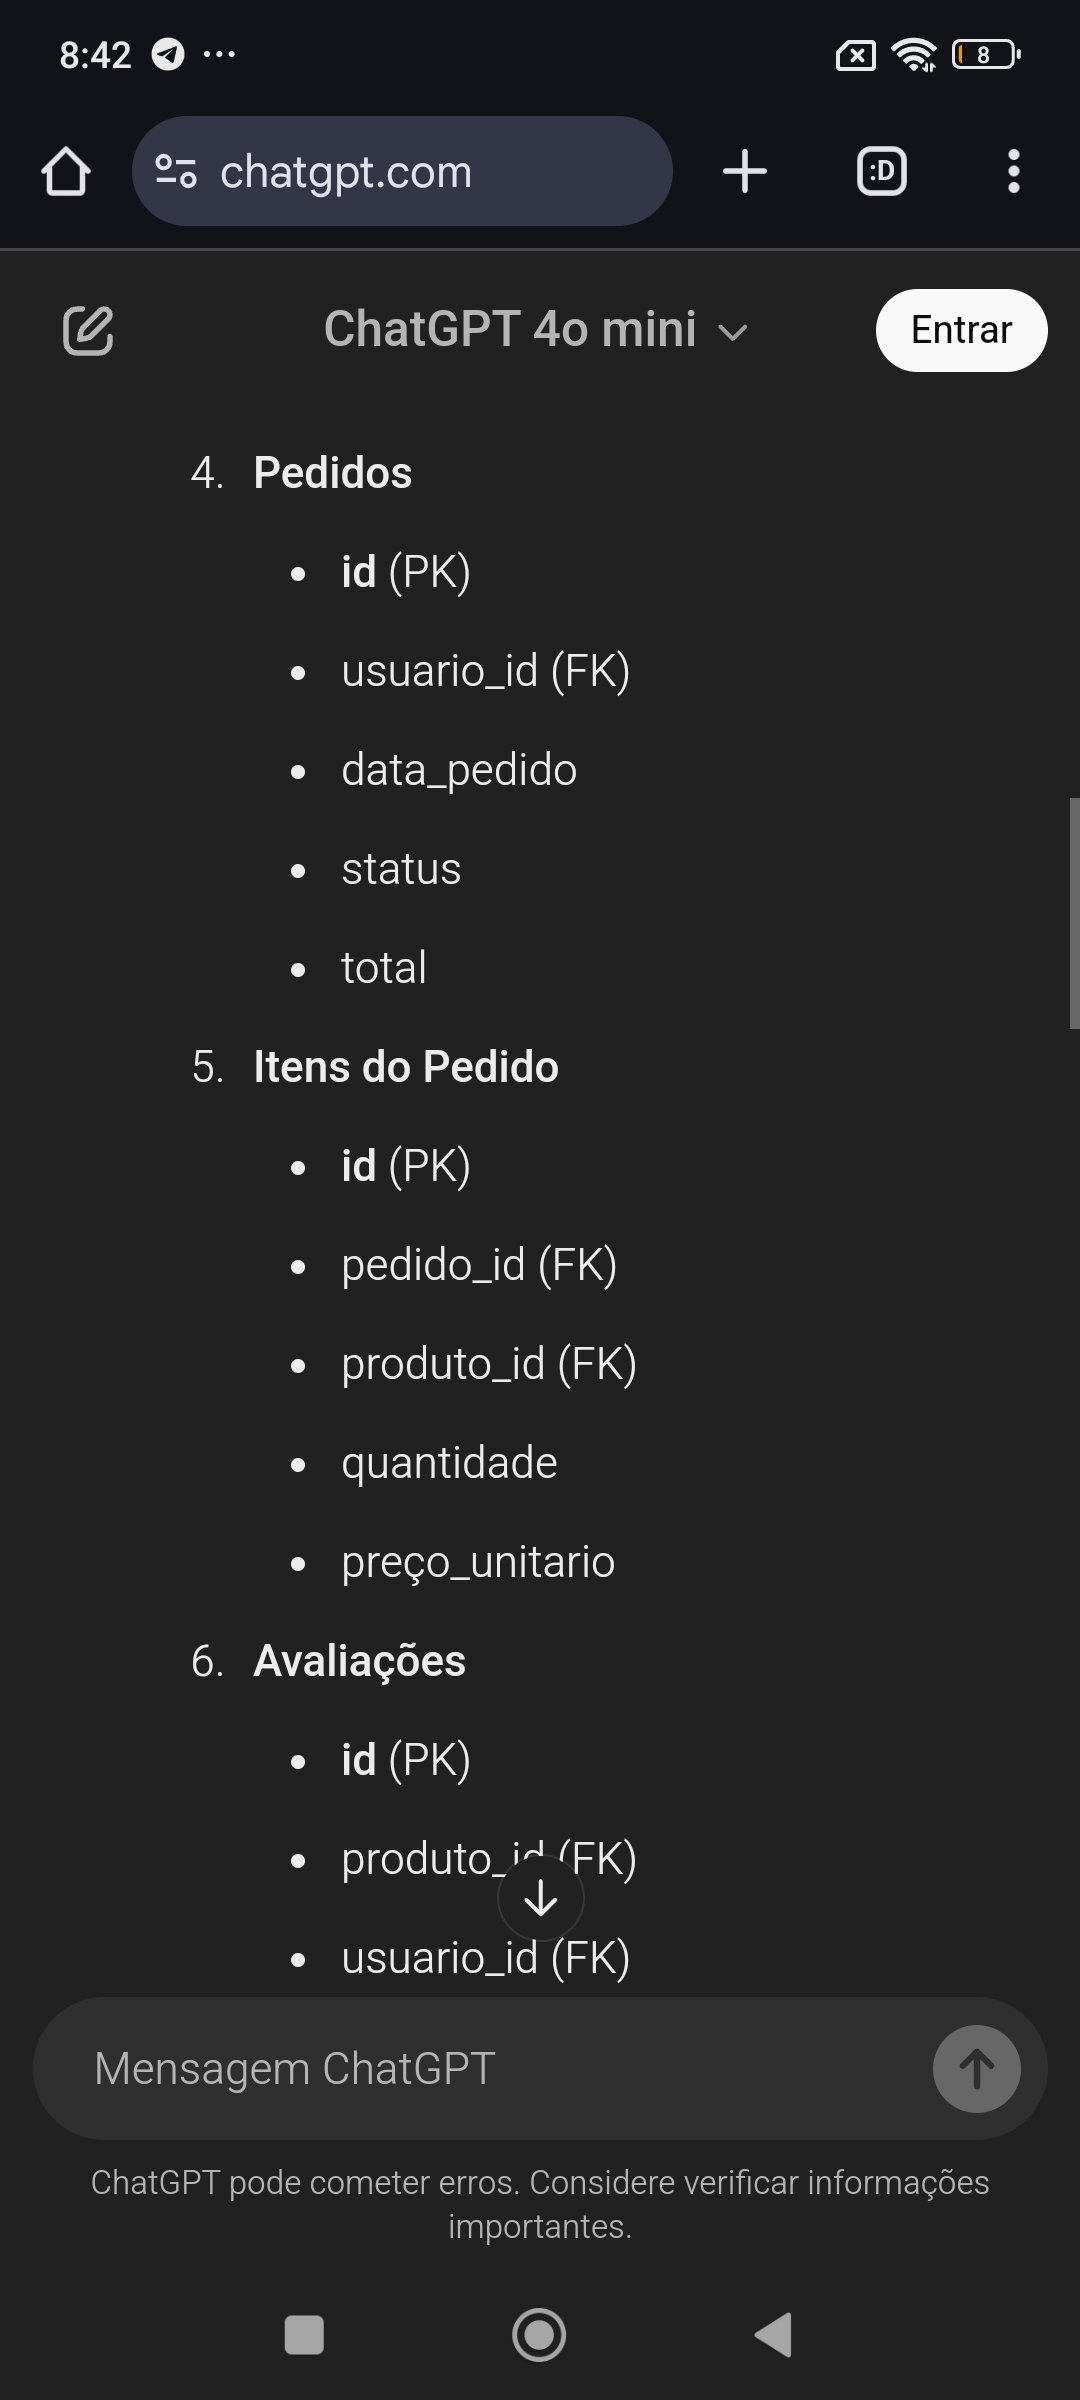 8:42
8
chatgpt.com
:D
ChatGPT 4o mini
Entrar
4. Pedidos
• id (PK)
• usuario_id (FK)
• data_pedido
• status
• total
5. Itens do Pedido
• id (PK)
• pedido_id (FK)
• produto_id (FK)
• quantidade
• preço_unitario
6. Avaliações
• id (PK)
• produto_id (FK)
• usuario_id (FK)
Mensagem ChatGPT
ChatGPT pode cometer erros. Considere verificar informações
importantes.